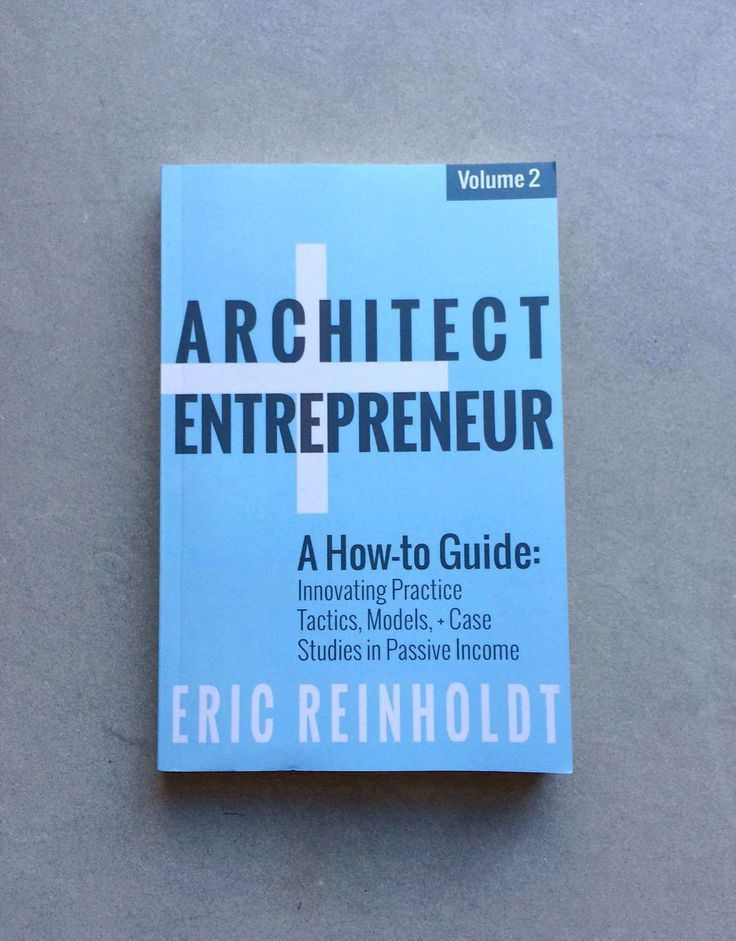 Volume 2
ARCHITECT
ENTREPRENEUR
A How-to Guide:
Innovating Practice
Tactics, Models, + Case
Studies in Passive Income
ERIC REINHOLDT